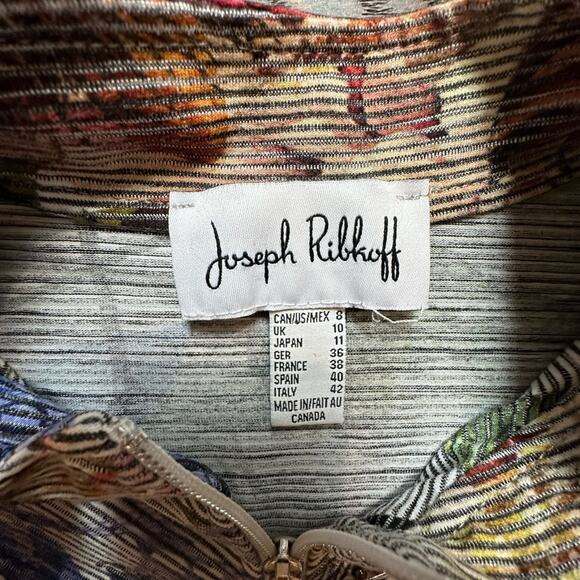 Joseph Ribkoff
CAN/US/MEX 8
UK 10
JAPAN 11
GER 36
FRANCE 38
SPAIN 40
ITALY 42
MADE IN/FAIT AU
CANADA